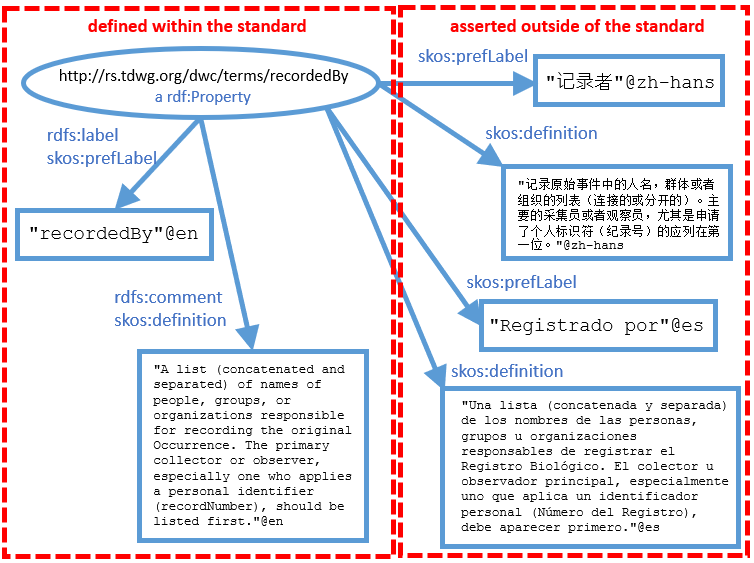 defined within the standard
http://rs.tdwg.org/dwc/terms/recordedBy
a rdf:Property
rdfs:label
skos:prefLabel
"recordedBy"@en
rdfs:comment
skos:definition
"A list (concatenated and
separated) of names of
people, groups, or
organizations responsible
for recording the original
Occurrence. The primary
collector or observer,
especially one who applies
a personal identifier
(recordNumber), should be
listed first."@en
asserted outside of the standard
skos:prefLabel
"记录者"@zh-hans
skos:definition
"记录原始事件中的人名，群体或者
组织的列表（连接的或分开的）。主
要的采集员或者观察员，尤其是申请
了个人标识符（纪录号）的应列在第
一位。"@zh-hans
skos:prefLabel
"Registrado por"@es
skos:definition
"Una lista (concatenada y separada)
de los nombres de las personas,
grupos u organizaciones
responsables de registrar el
Registro Biológico. El colector u
observador principal, especialmente
uno que aplica un identificador
personal (Número del Registro),
debe aparecer primero."@es